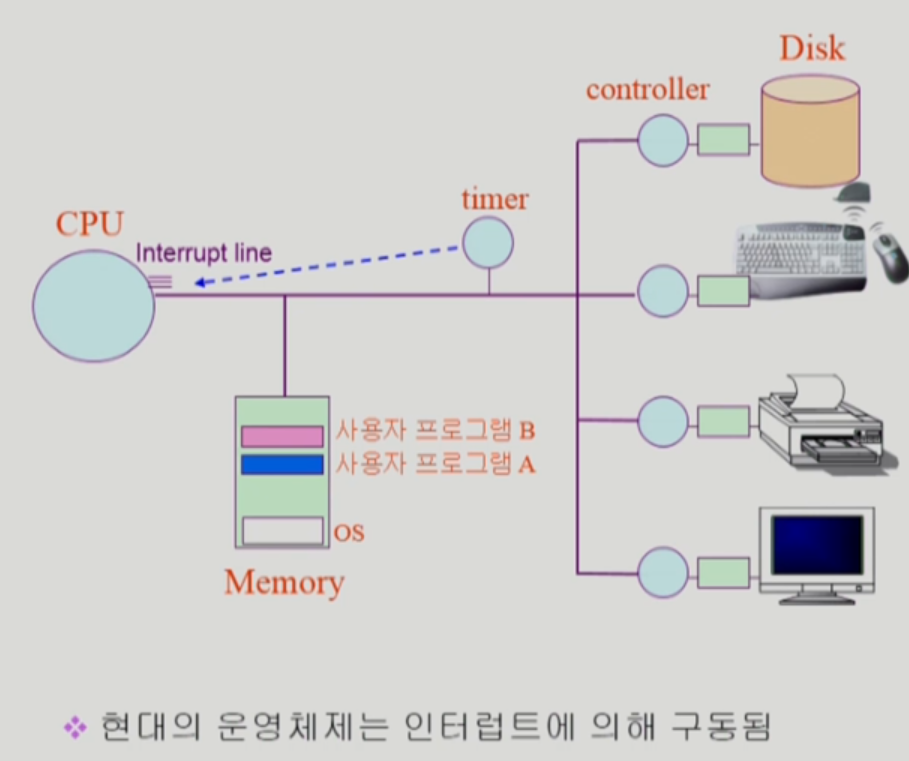 Disk
controller
timer
CPU
Interrupt line
사용자 프로그램 B
사용자 프로그램 A
OS
Memory
❖ 현대의 운영체제는 인터럽트에 의해 구동됨